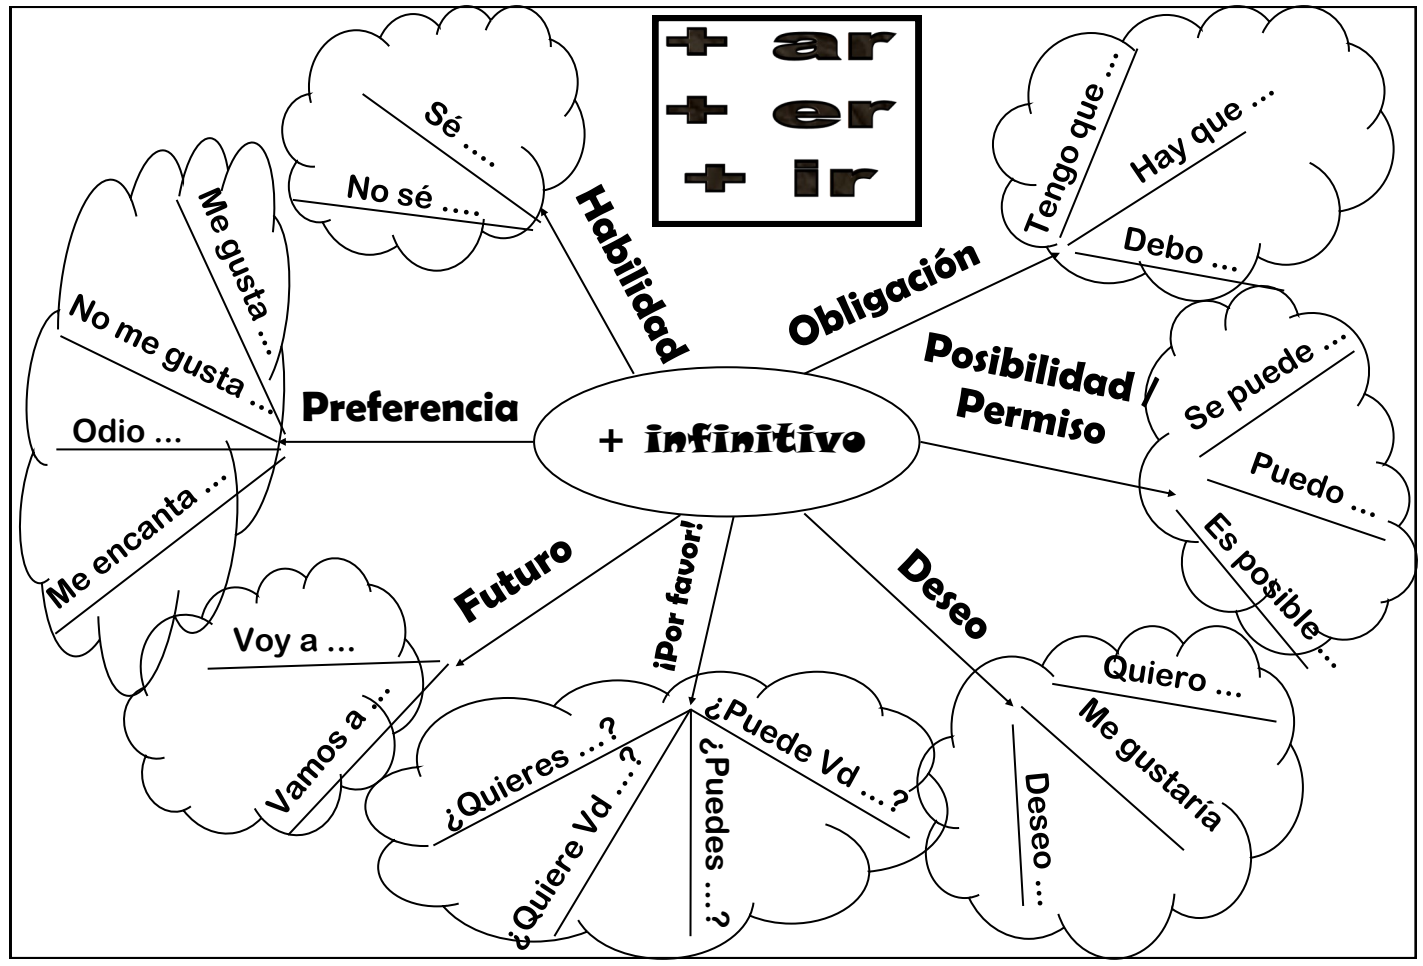 + ar
+ er
+ ir
+ infinitivo
Habilidad
Sé ….
No sé ….
Obligación
Tengo que …
Hay que …
Debo …
Posibilidad /
Permiso
Se puede …
Puedo …
Es posible …
Deseo
Quiero …
Me gustaría
Deseo …
¡Por favor!
¿Quieres …?
¿Quiere Vd …?
¿Puedes …?
¿Puede Vd …?
Futuro
Voy a …
Vamos a …
Preferencia
Me gusta …
No me gusta …
Odio …
Me encanta …